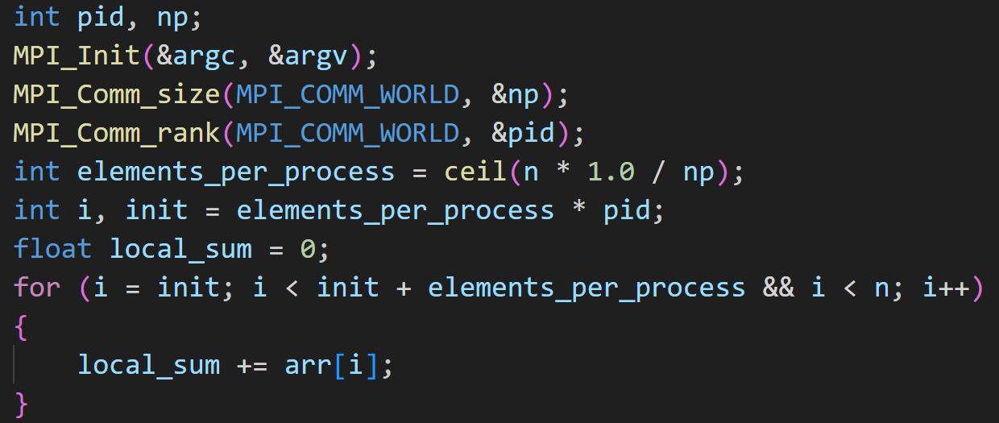 int pid, np;
MPI_Init(&argc, &argv);
MPI_Comm_size(MPI_COMM_WORLD, &np);
MPI_Comm_rank(MPI_COMM_WORLD, &pid);
int elements_per_process = ceil(n * 1.0 / np);
int i, init = elements_per_process * pid;
float local_sum = 0;
for (i = init; i < init + elements_per_process && i < n; i++)
{
    local_sum += arr[i];
}